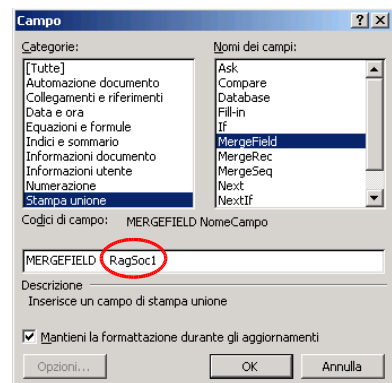 Campo
Categorie:
[Tutte]
Automazione documento
Collegamenti e riferimenti
Data e ora
Equazioni e formule
Indici e sommario
Informazioni documento
Informazioni utente
Numerazione
Stampa unione
Nomi dei campi:
Ask
Compare
Database
Fill-in
If
MergeField
MergeRec
MergeSeq
Next
NextIf
Codici di campo: MERGEFIELD NomeCampo
MERGEFIELD RagSoc1
Descrizione
Inserisce un campo di stampa unione
Mantieni la formattazione durante gli aggiornamenti
Opzioni... OK Annulla